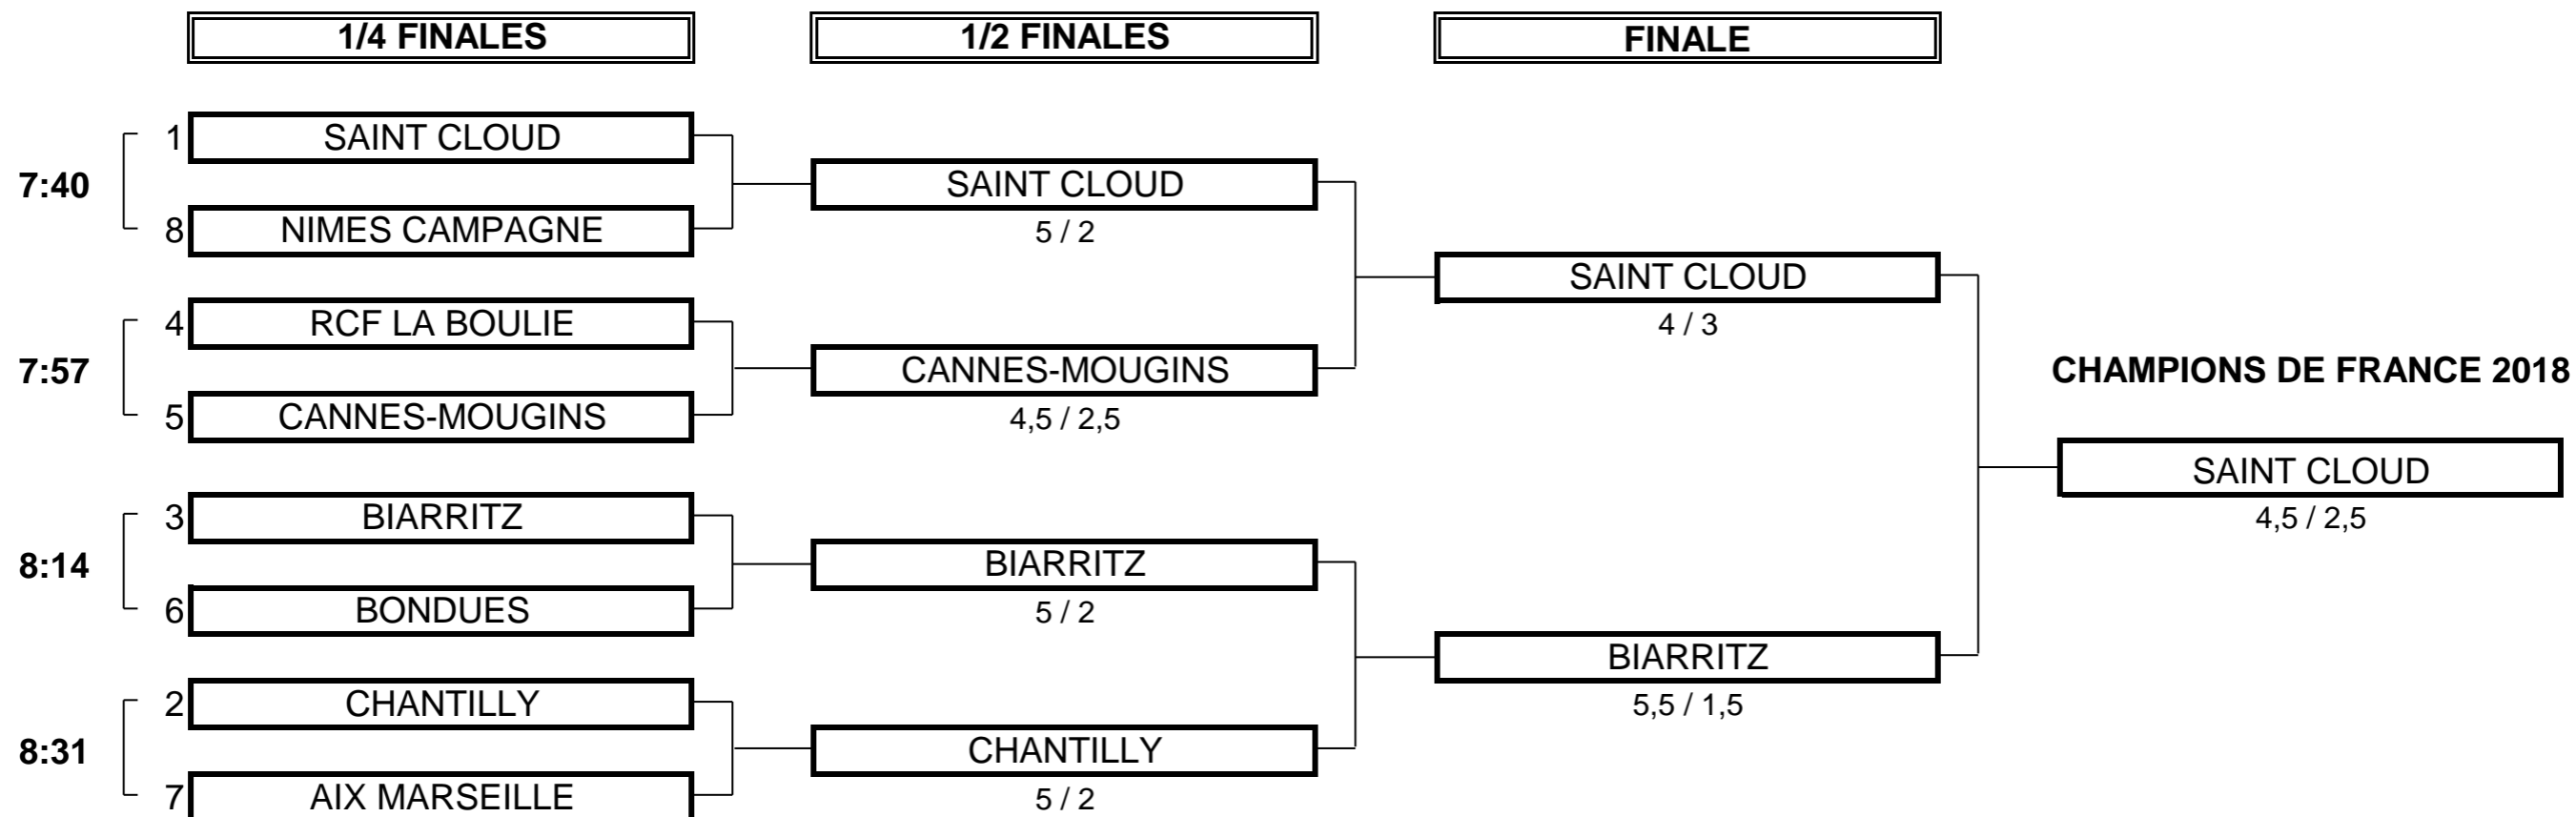 1/4 FINALES
1/2 FINALES
FINALE
1 SAINT CLOUD
7:40
8 NIMES CAMPAGNE
4 RCF LA BOULIE
7:57
5 CANNES-MOUGINS
3 BIARRITZ
8:14
6 BONDUES
2 CHANTILLY
8:31
7 AIX MARSEILLE
SAINT CLOUD
5 / 2
CANNES-MOUGINS
4,5 / 2,5
BIARRITZ
5 / 2
CHANTILLY
5 / 2
SAINT CLOUD
4 / 3
BIARRITZ
5,5 / 1,5
CHAMPIONS DE FRANCE 2018
SAINT CLOUD
4,5 / 2,5